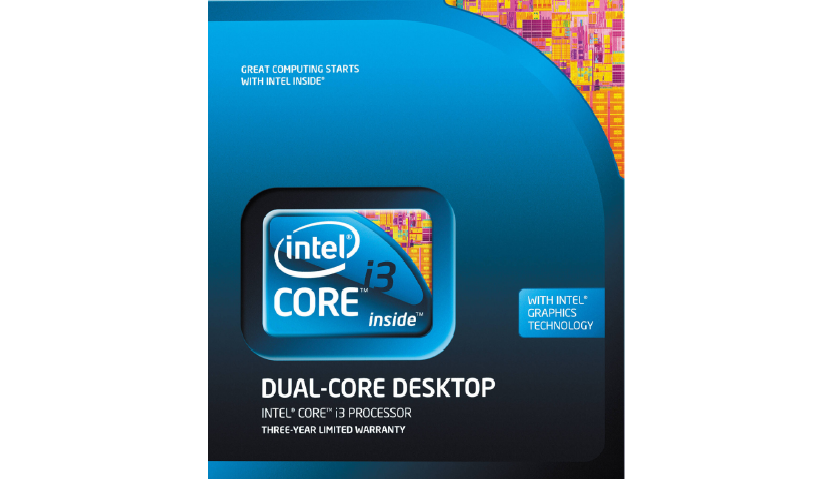 GREAT COMPUTING STARTS
WITH INTEL INSIDE®
intel®
i3
CORE™
inside™
WITH INTEL®
GRAPHICS
TECHNOLOGY
DUAL-CORE DESKTOP
INTEL® CORE™ i3 PROCESSOR
THREE-YEAR LIMITED WARRANTY